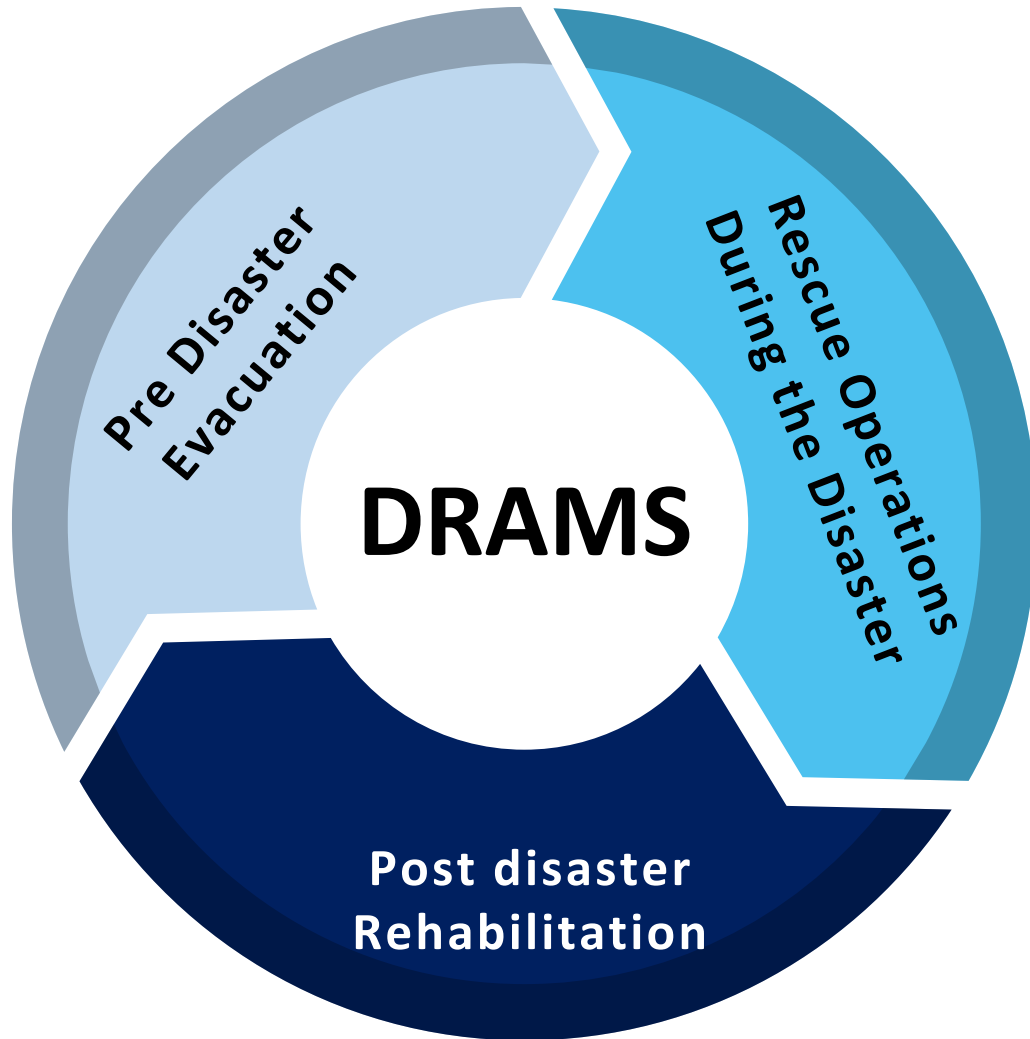 Pre Disaster
Evacuation
Rescue Operations
During the Disaster
DRAMS
Post disaster
Rehabilitation